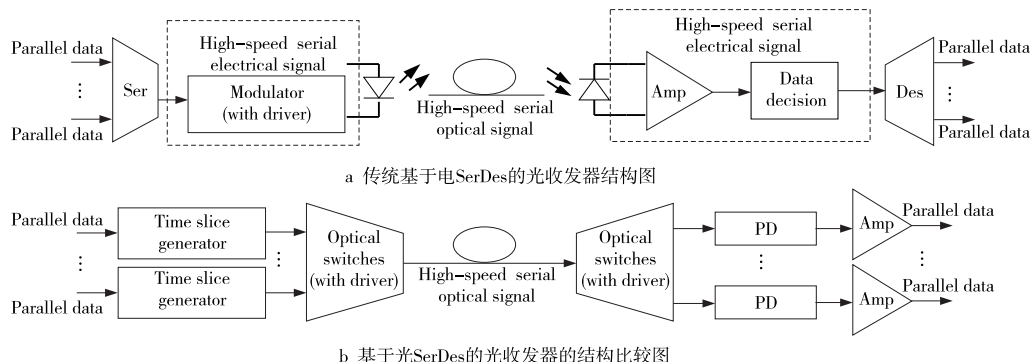 Parallel data
⋮
Parallel data
Ser
High-speed serial
electrical signal
Modulator
(with driver)
High-speed serial
optical signal
High-speed serial
electrical signal
Amp
Data
decision
Des
Parallel data
⋮
Parallel data
a 传统基于电SerDes的光收发器结构图
Parallel data
⋮
Parallel data
Time slice
generator
⋮
Time slice
generator
Optical
switches
(with driver)
High-speed serial
optical signal
Optical
switches
(with driver)
PD
⋮
PD
Amp
Amp
Parallel data
⋮
Parallel data
b 基于光SerDes的光收发器的结构比较图